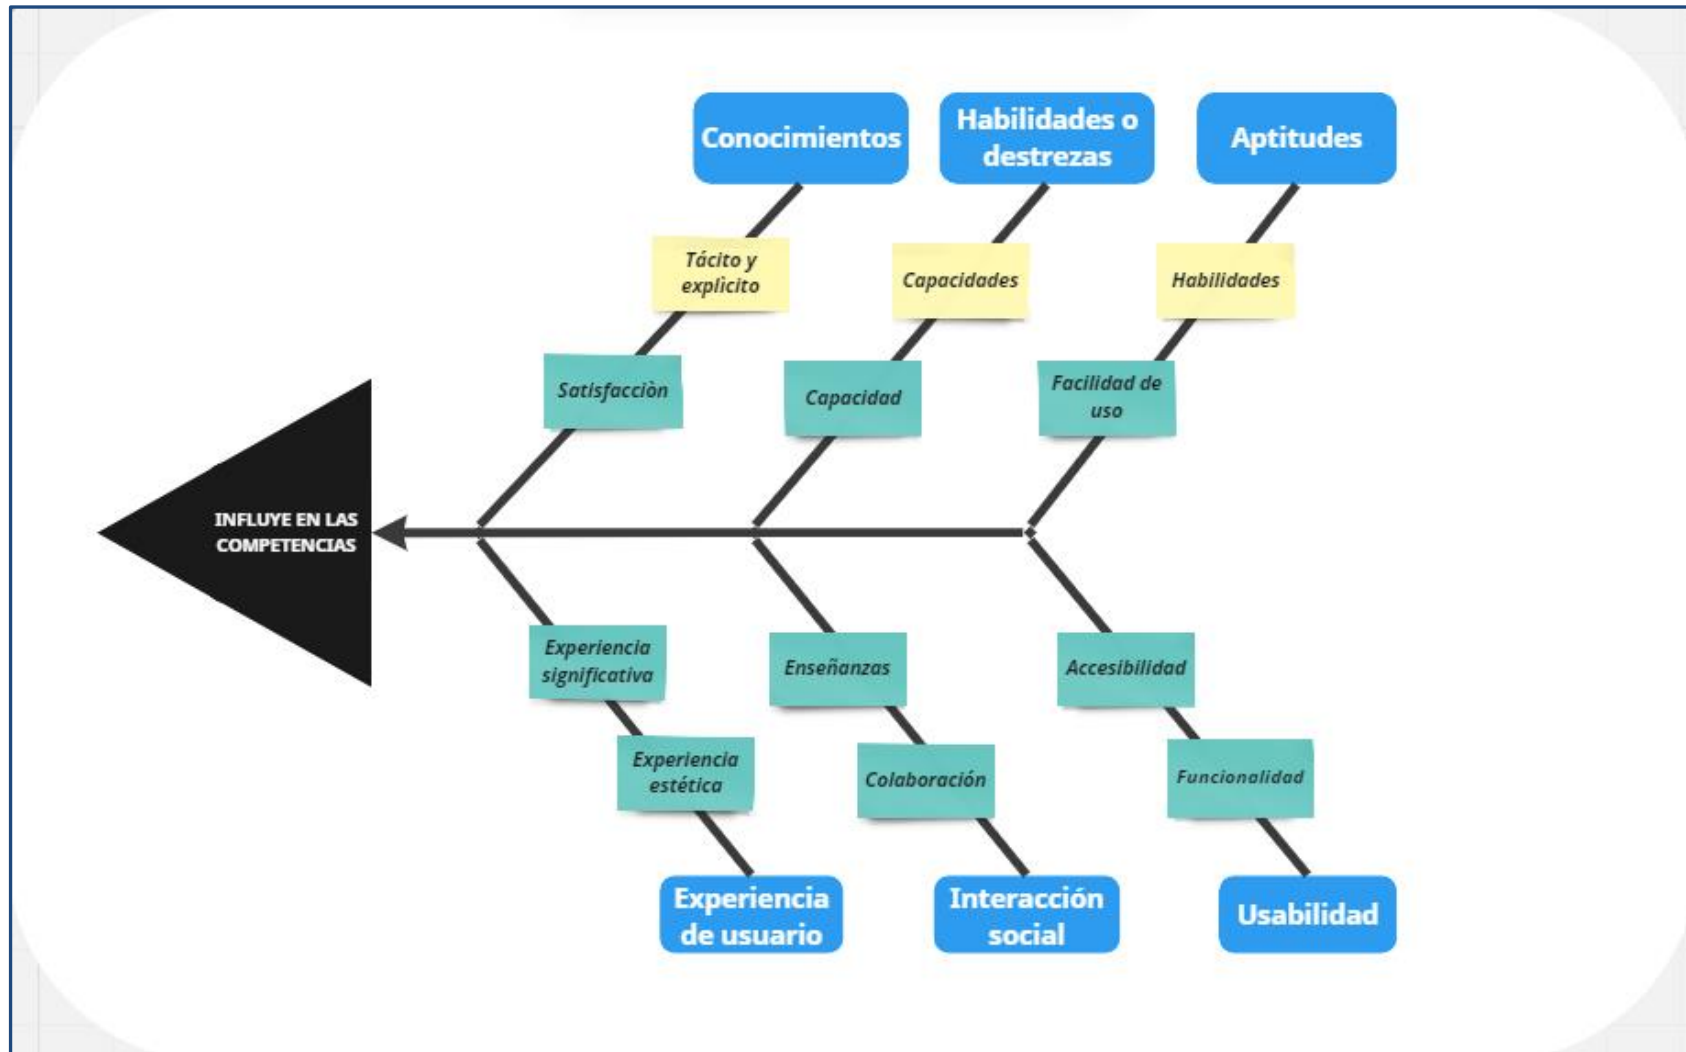 Conocimientos
Habilidades o
destrezas
Aptitudes
Tácito y
explìcito
Capacidades
Habilidades
Satisfacciòn
Capacidad
Facilidad de
uso
INFLUYE EN LAS
COMPETENCIAS
Experiencia
significativa
Enseñanzas
Accesibilidad
Experiencia
estética
Colaboración
Funcionalidad
Experiencia
de usuario
Interacción
social
Usabilidad